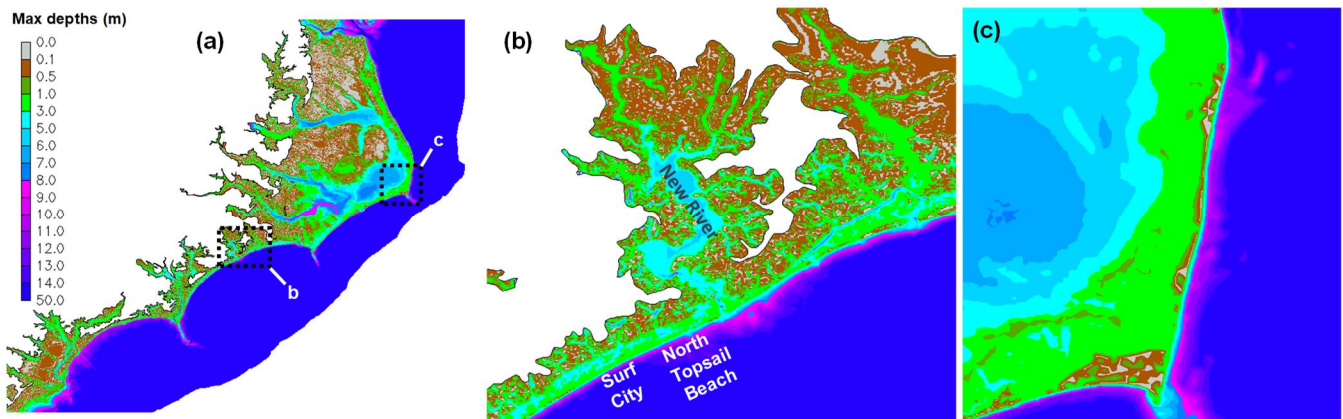 Max depths (m)
0.0
0.1
0.5
1.0
3.0
5.0
6.0
7.0
8.0
9.0
10.0
11.0
12.0
13.0
14.0
50.0
(a)
c
b
(b)
New River
Surf
City
North
Topsail
Beach
(c)